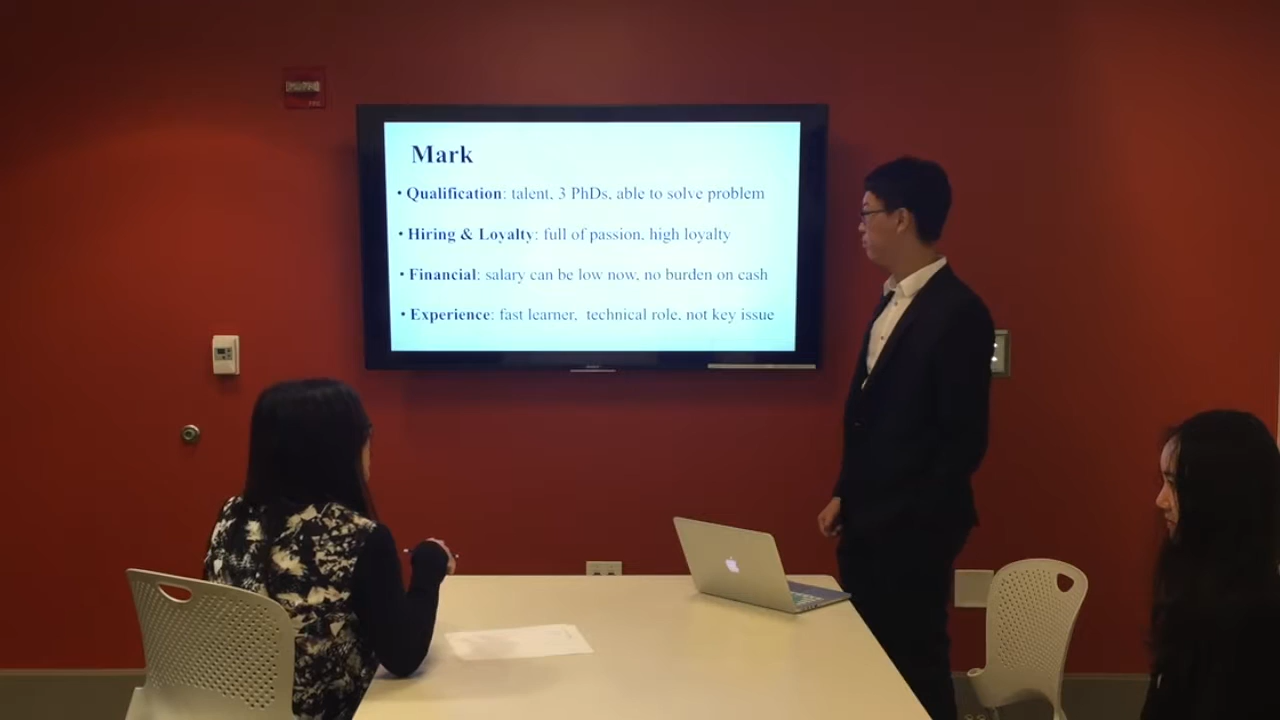 Mark
• Qualification: talent, 3 PhDs, able to solve problem
• Hiring & Loyalty: full of passion, high loyalty
• Financial: salary can be low now, no burden on cash
• Experience: fast learner, technical role, not key issue